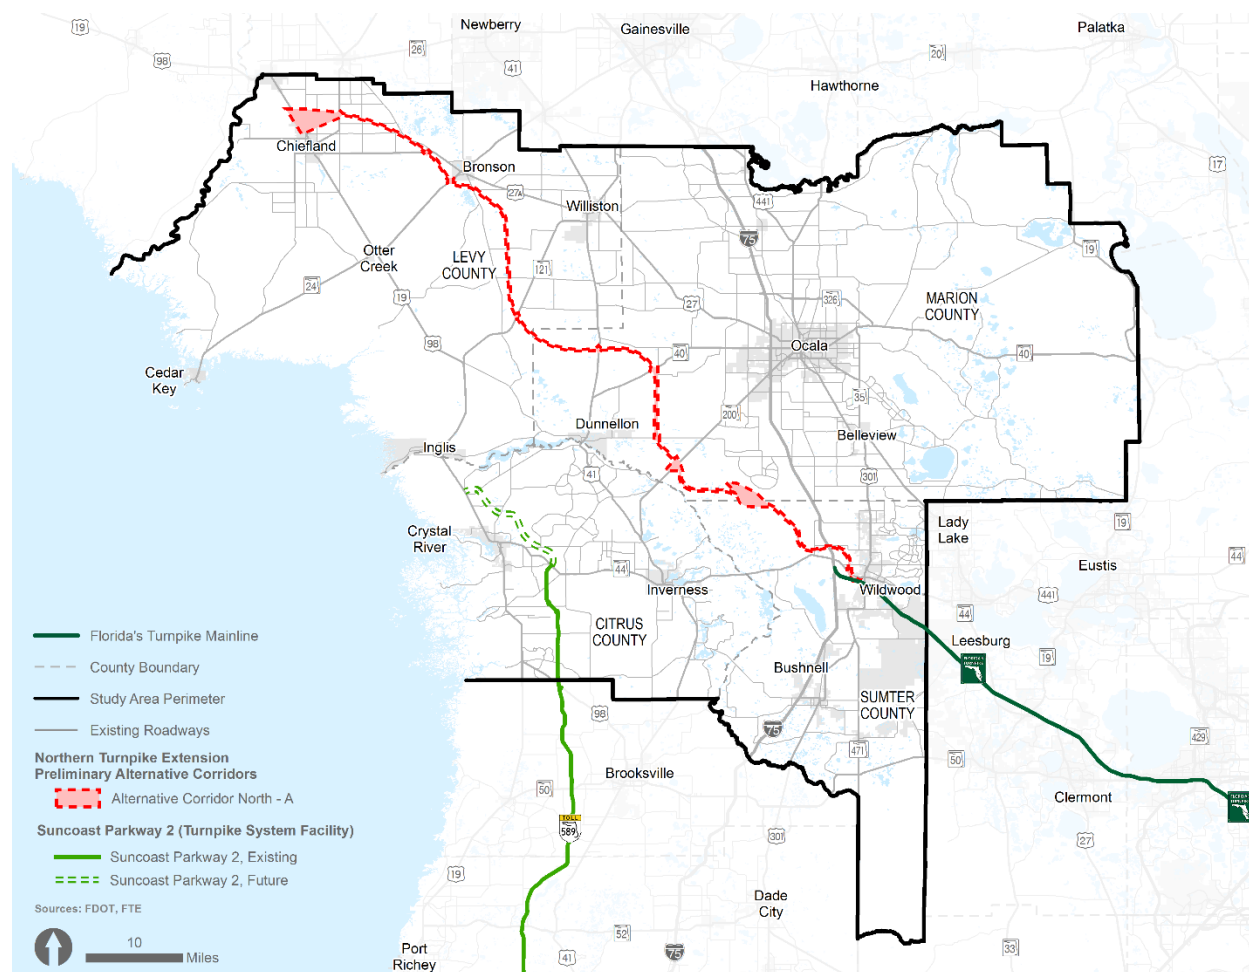 19
Newberry
Gainesville
Palatka
98
26
41
20
Hawthorne
17
Chiefland
Bronson
27A
441
Williston
75
Otter
Creek
LEVY
COUNTY
121
19
24
19
27
326
MARION
COUNTY
98
Ocala
40
40
Cedar
Key
35
200
Dunnellon
Belleview
Inglis
41
301
Crystal
River
Lady
Lake
19
44
44
Eustis
Inverness
Wildwood
441
44
CITRUS
COUNTY
Leesburg
19
Bushnell
SUMTER
COUNTY
98
75
429
471
50
Brooksville
50
Clermont
TOLL
589
301
27
19
Dade
City
52
33
Port
Richey
41
75
Florida's Turnpike Mainline
County Boundary
Study Area Perimeter
Existing Roadways
Northern Turnpike Extension
Preliminary Alternative Corridors
Alternative Corridor North - A
Suncoast Parkway 2 (Turnpike System Facility)
Suncoast Parkway 2, Existing
Suncoast Parkway 2, Future
Sources: FDOT, FTE
10
Miles